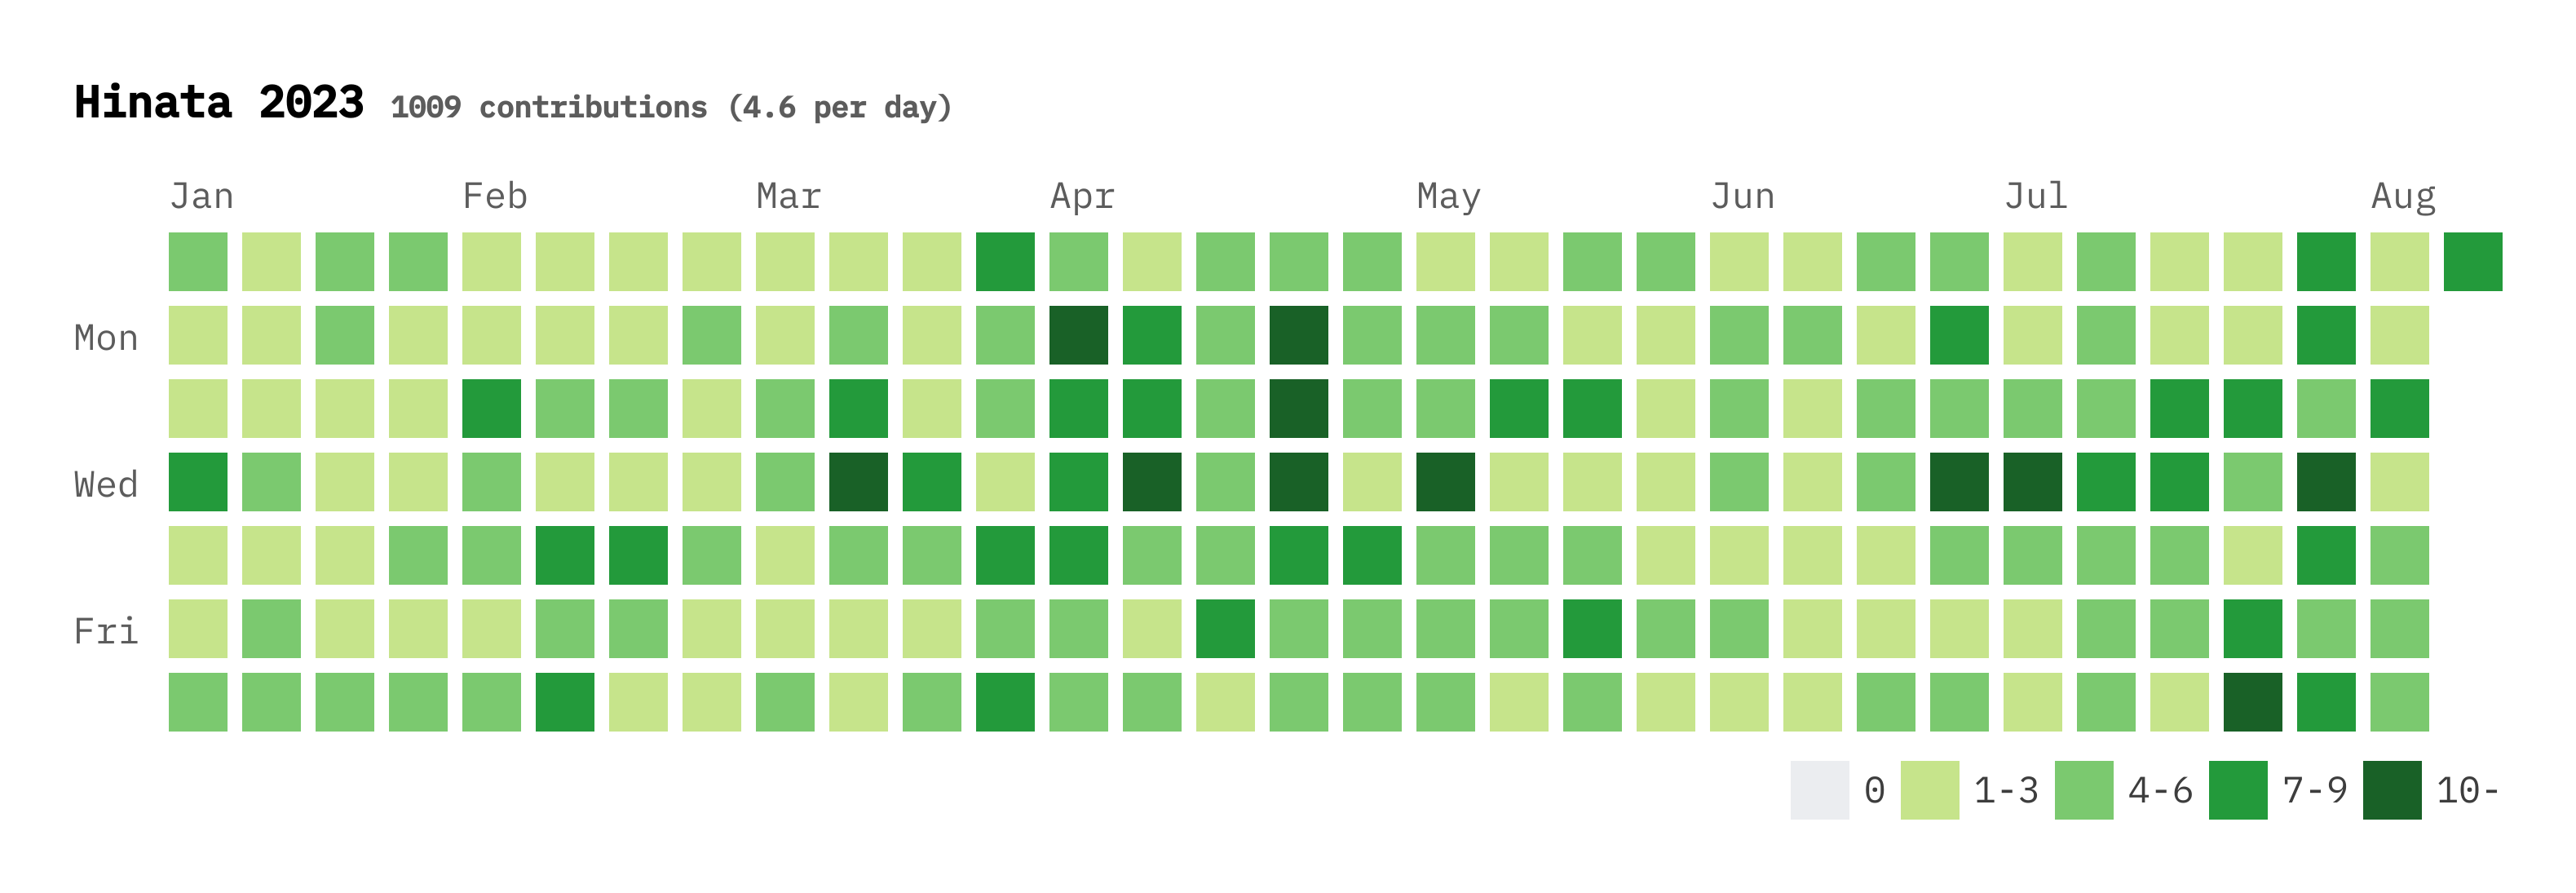 Hinata 2023 1009 contributions (4.6 per day)
Jan Feb Mar Apr May Jun Jul Aug
Mon
Wed
Fri
0 1-3 4-6 7-9 10-